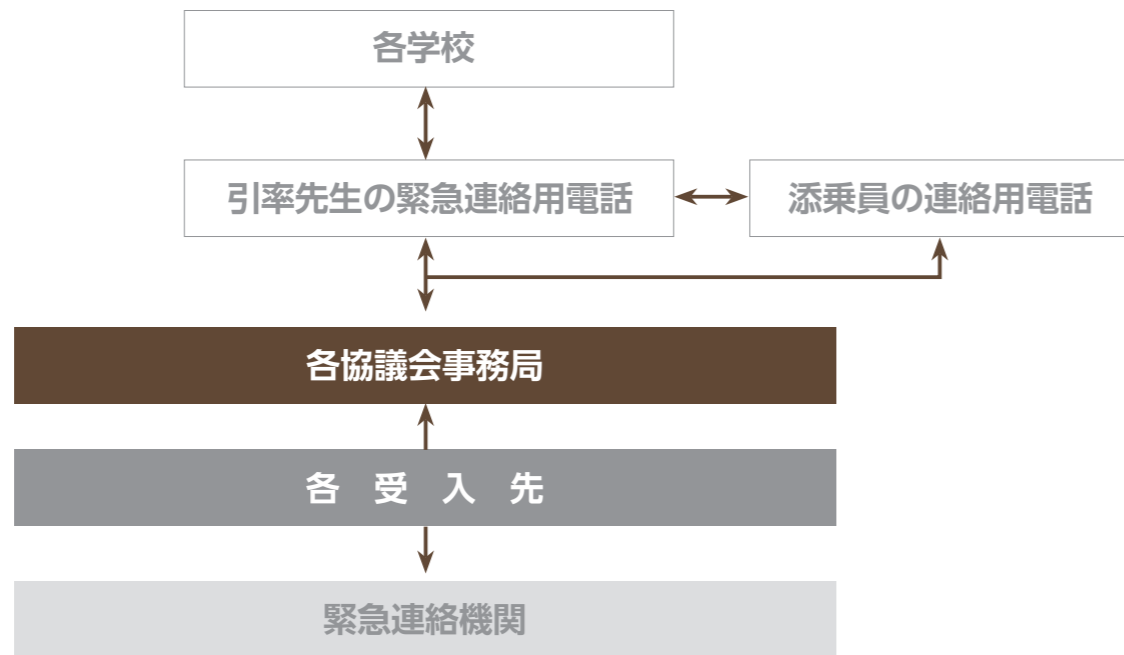 各学校
引率先生の緊急連絡用電話
添乗員の連絡用電話
各協議会事務局
各 受 入 先
緊急連絡機関